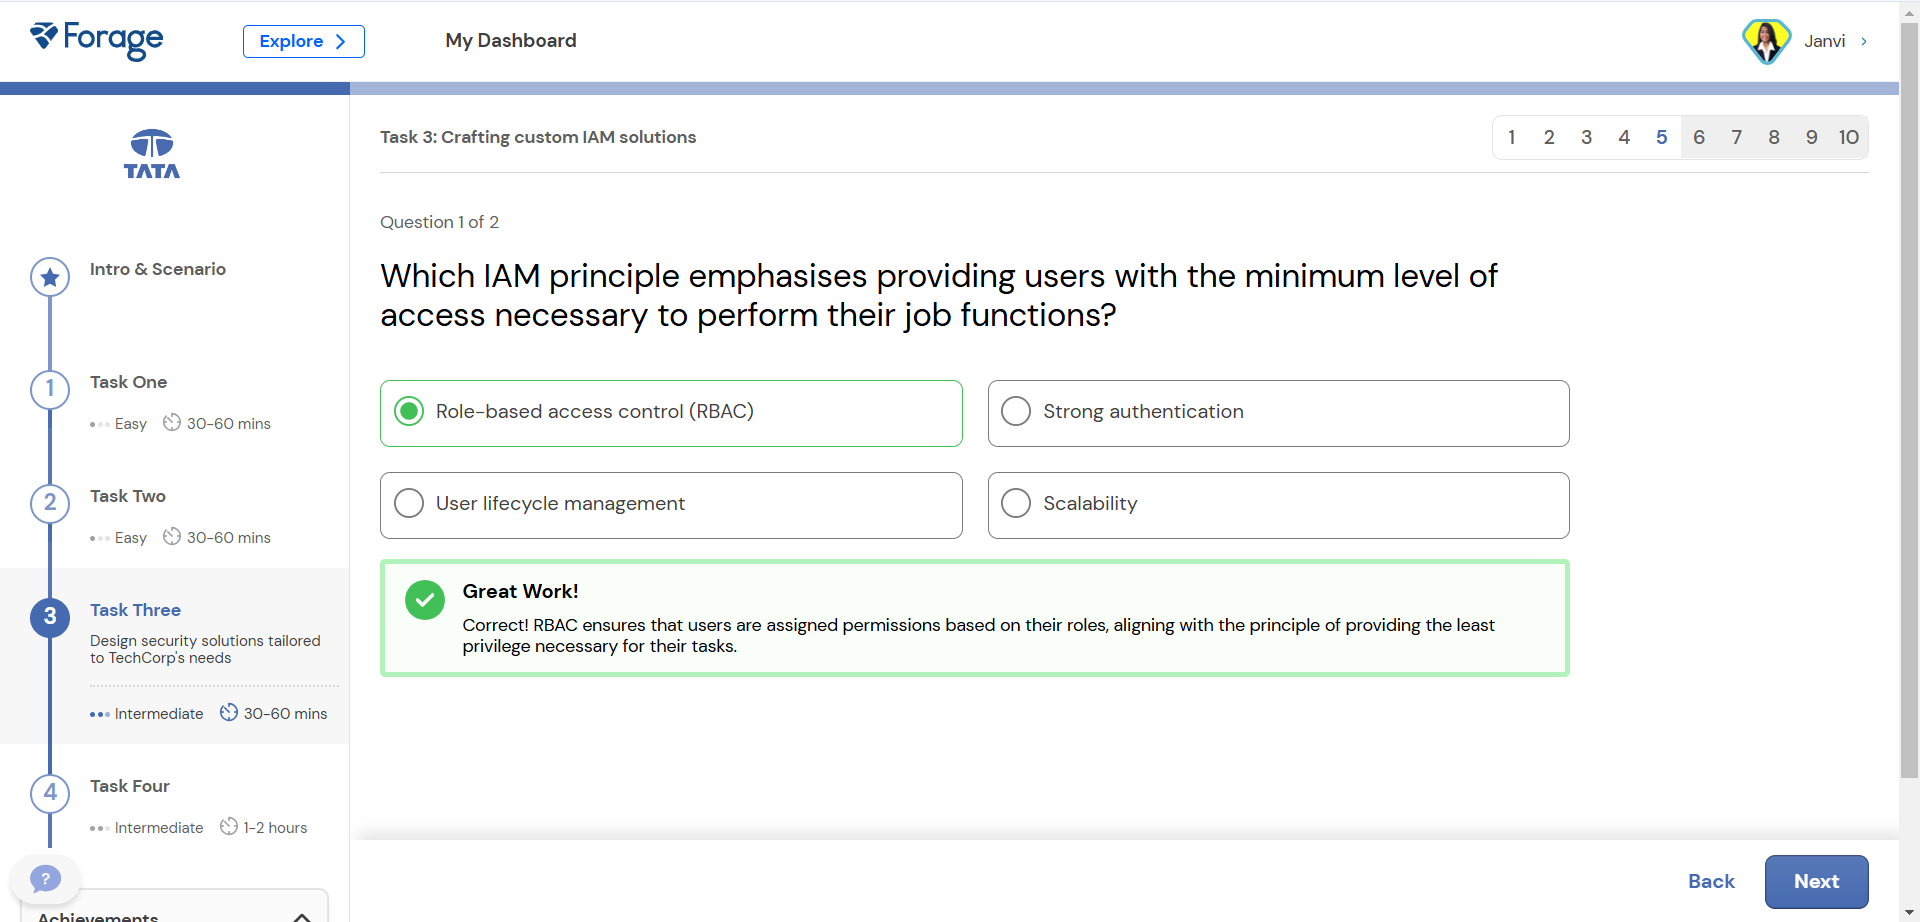 Forage
Explore
My Dashboard
Janvi
TATA
Task 3: Crafting custom IAM solutions
1 2 3 4 5 6 7 8 9 10
Intro & Scenario
1
Task One
Easy 30-60 mins
2
Task Two
Easy 30-60 mins
3
Task Three
Design security solutions tailored
to TechCorp's needs
Intermediate 30-60 mins
4
Task Four
Intermediate 1-2 hours
?
Achievements
Question 1 of 2
Which IAM principle emphasises providing users with the minimum level of
access necessary to perform their job functions?
Role-based access control (RBAC)
Strong authentication
User lifecycle management
Scalability
Great Work!
Correct! RBAC ensures that users are assigned permissions based on their roles, aligning with the principle of providing the least
privilege necessary for their tasks.
Back
Next